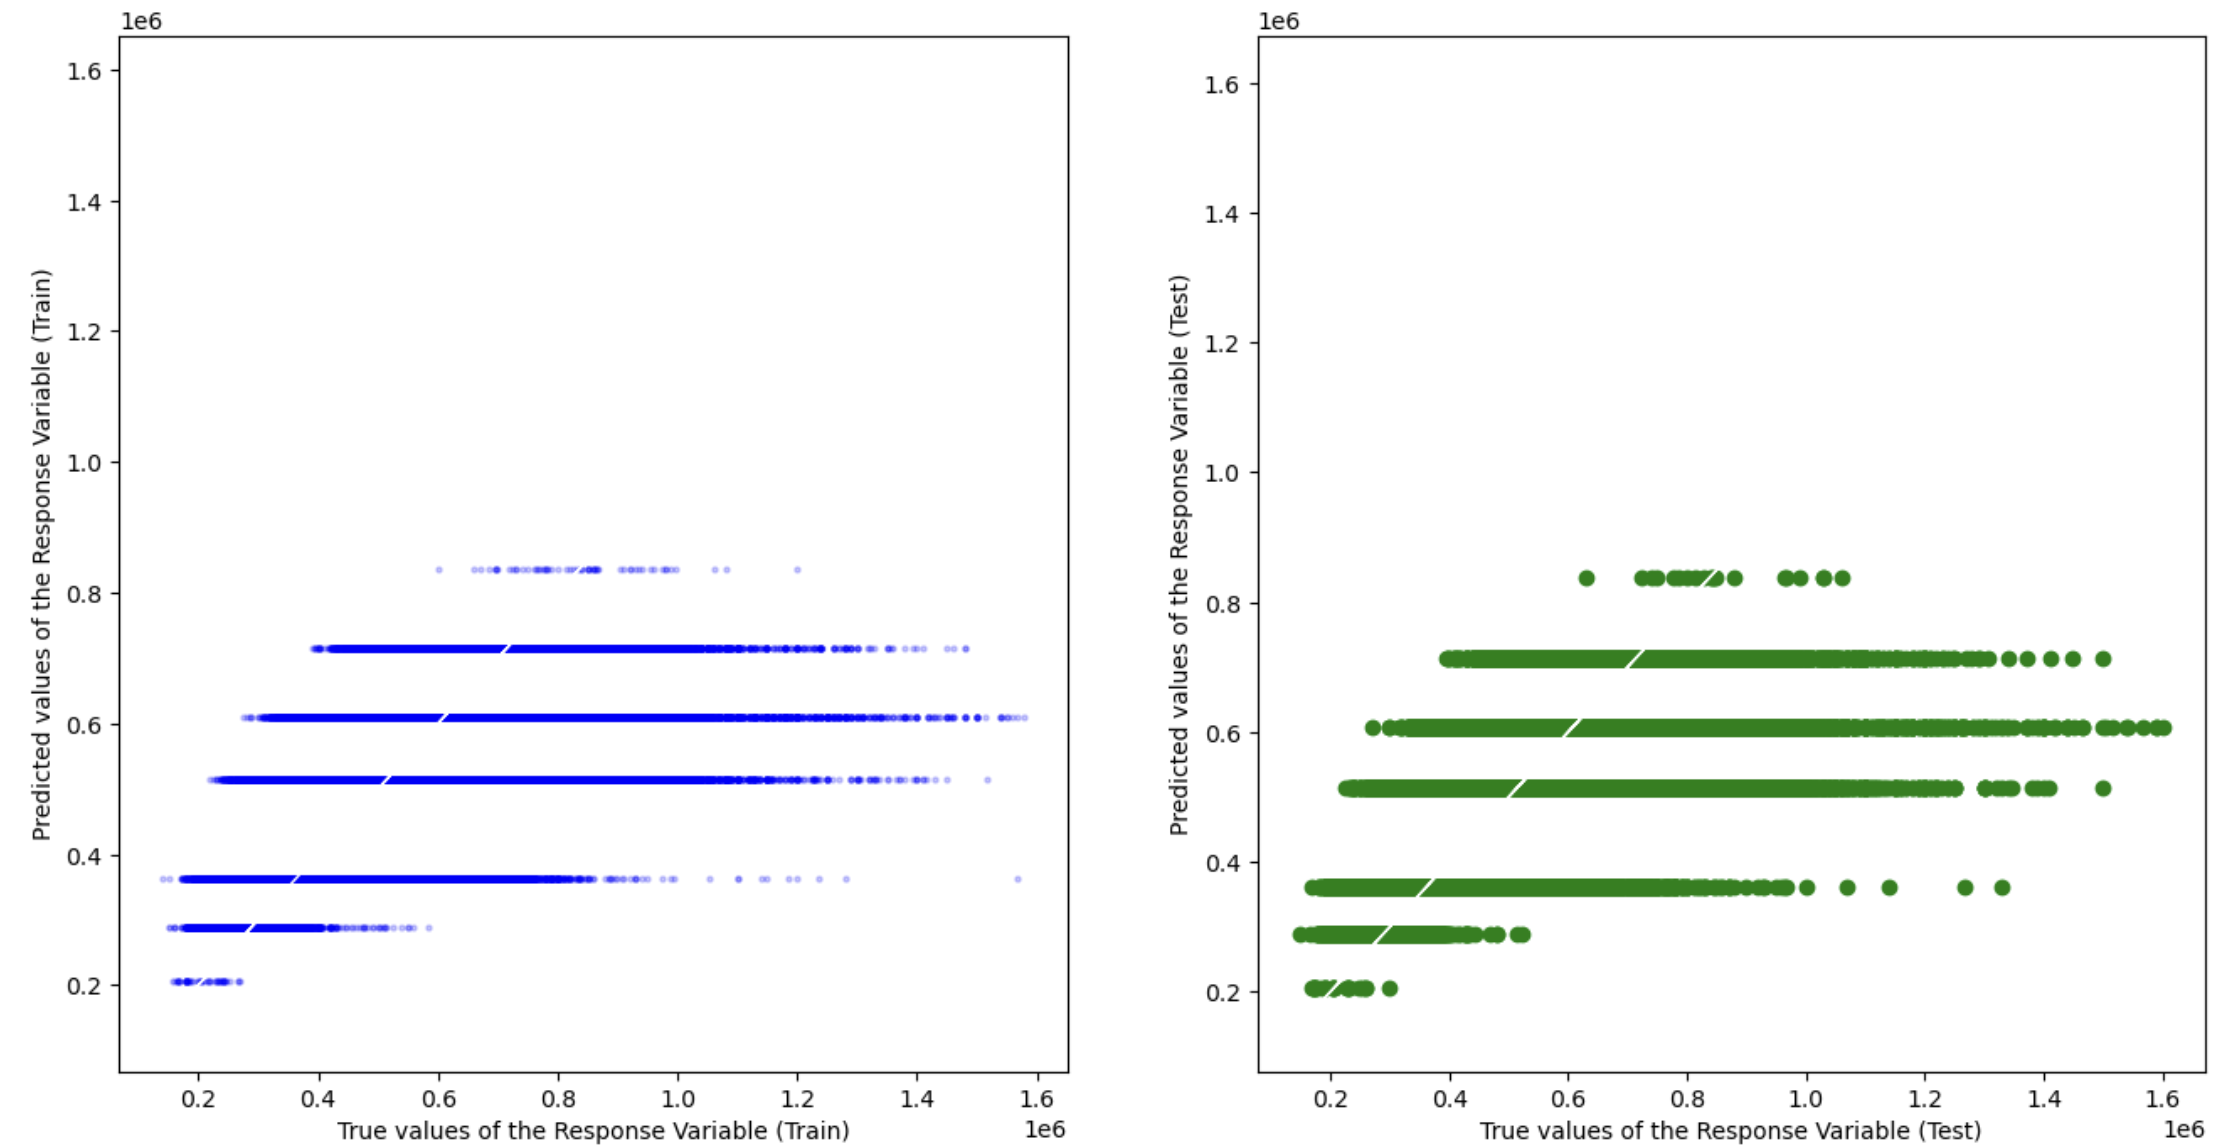 1e6
1.6
1.4
1.2
1.0
0.8
0.6
0.4
0.2
Predicted values of the Response Variable (Train)
0.2 0.4 0.6 0.8 1.0 1.2 1.4 1.6
True values of the Response Variable (Train)
1e6
1e6
1.6
1.4
1.2
1.0
0.8
0.6
0.4
0.2
Predicted values of the Response Variable (Test)
0.2 0.4 0.6 0.8 1.0 1.2 1.4 1.6
True values of the Response Variable (Test)
1e6